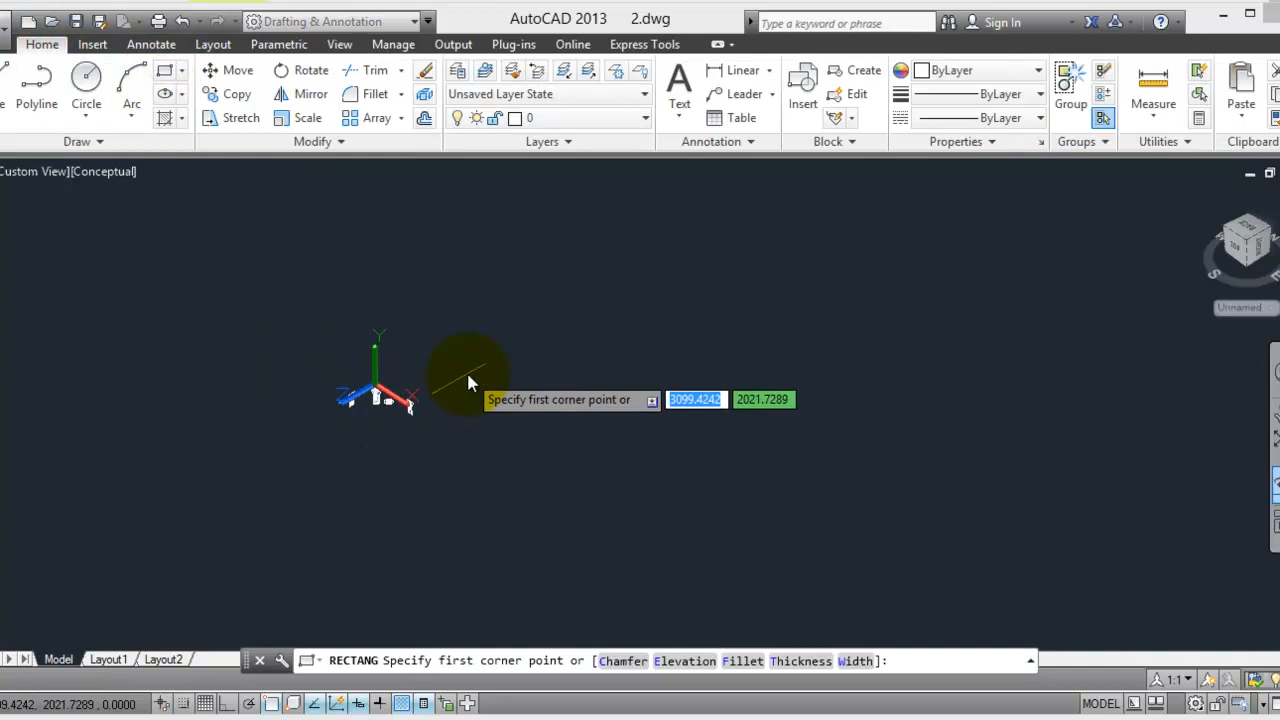 Drafting & Annotation
AutoCAD 2013 2.dwg
Type a keyword or phrase
Sign In
Home Insert Annotate Layout Parametric View Manage Output Plug-ins Online Express Tools
Polyline Circle Arc
Move Rotate Trim
Copy Mirror Fillet
Stretch Scale Array
Unsaved Layer State
0
Text
Linear
Leader
Table
Insert
Create
Edit
ByLayer
ByLayer
ByLayer
Group
Measure
Paste
Draw Modify Layers Annotation Block Properties Groups Utilities Clipboard
Custom View][Conceptual]
Y
X
Z
Specify first corner point or 3099.4242 2021.7289
S
Unnamed
Model Layout1 Layout2
RECTANG Specify first corner point or [Chamfer Elevation Fillet Thickness Width]:
1:1
99.4242, 2021.7289, 0.0000
MODEL